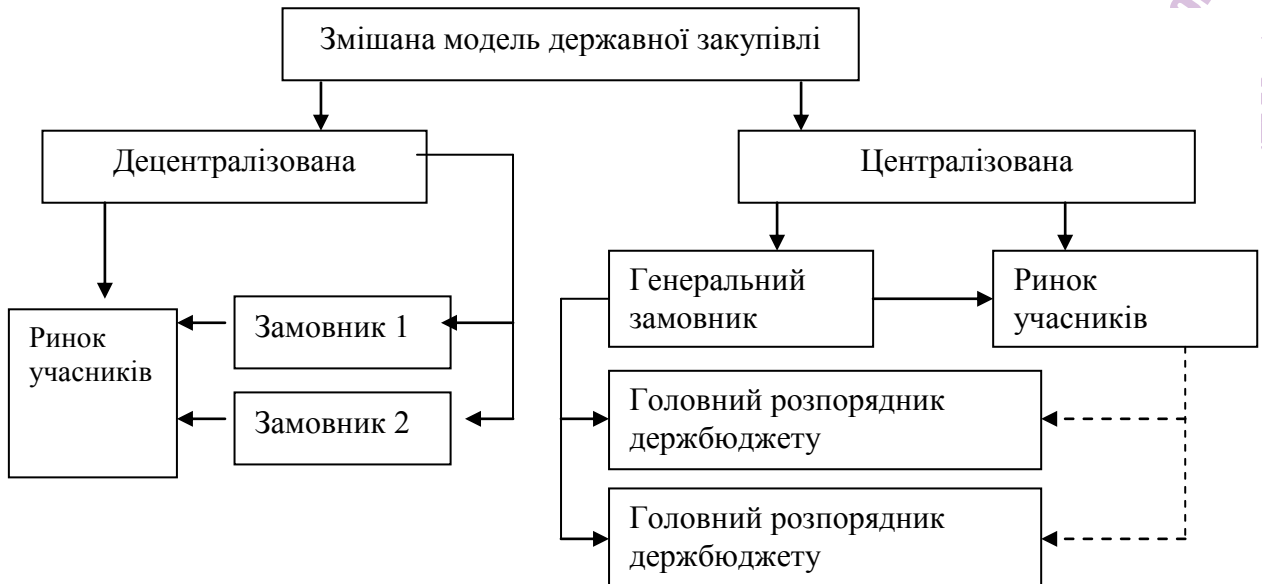 Змішана модель державної закупівлі
Децентралізована
Централізована
Генеральний
замовник
Ринок
учасників
Ринок
учасників
Замовник 1
Замовник 2
Головний розпорядник
держбюджету
Головний розпорядник
держбюджету